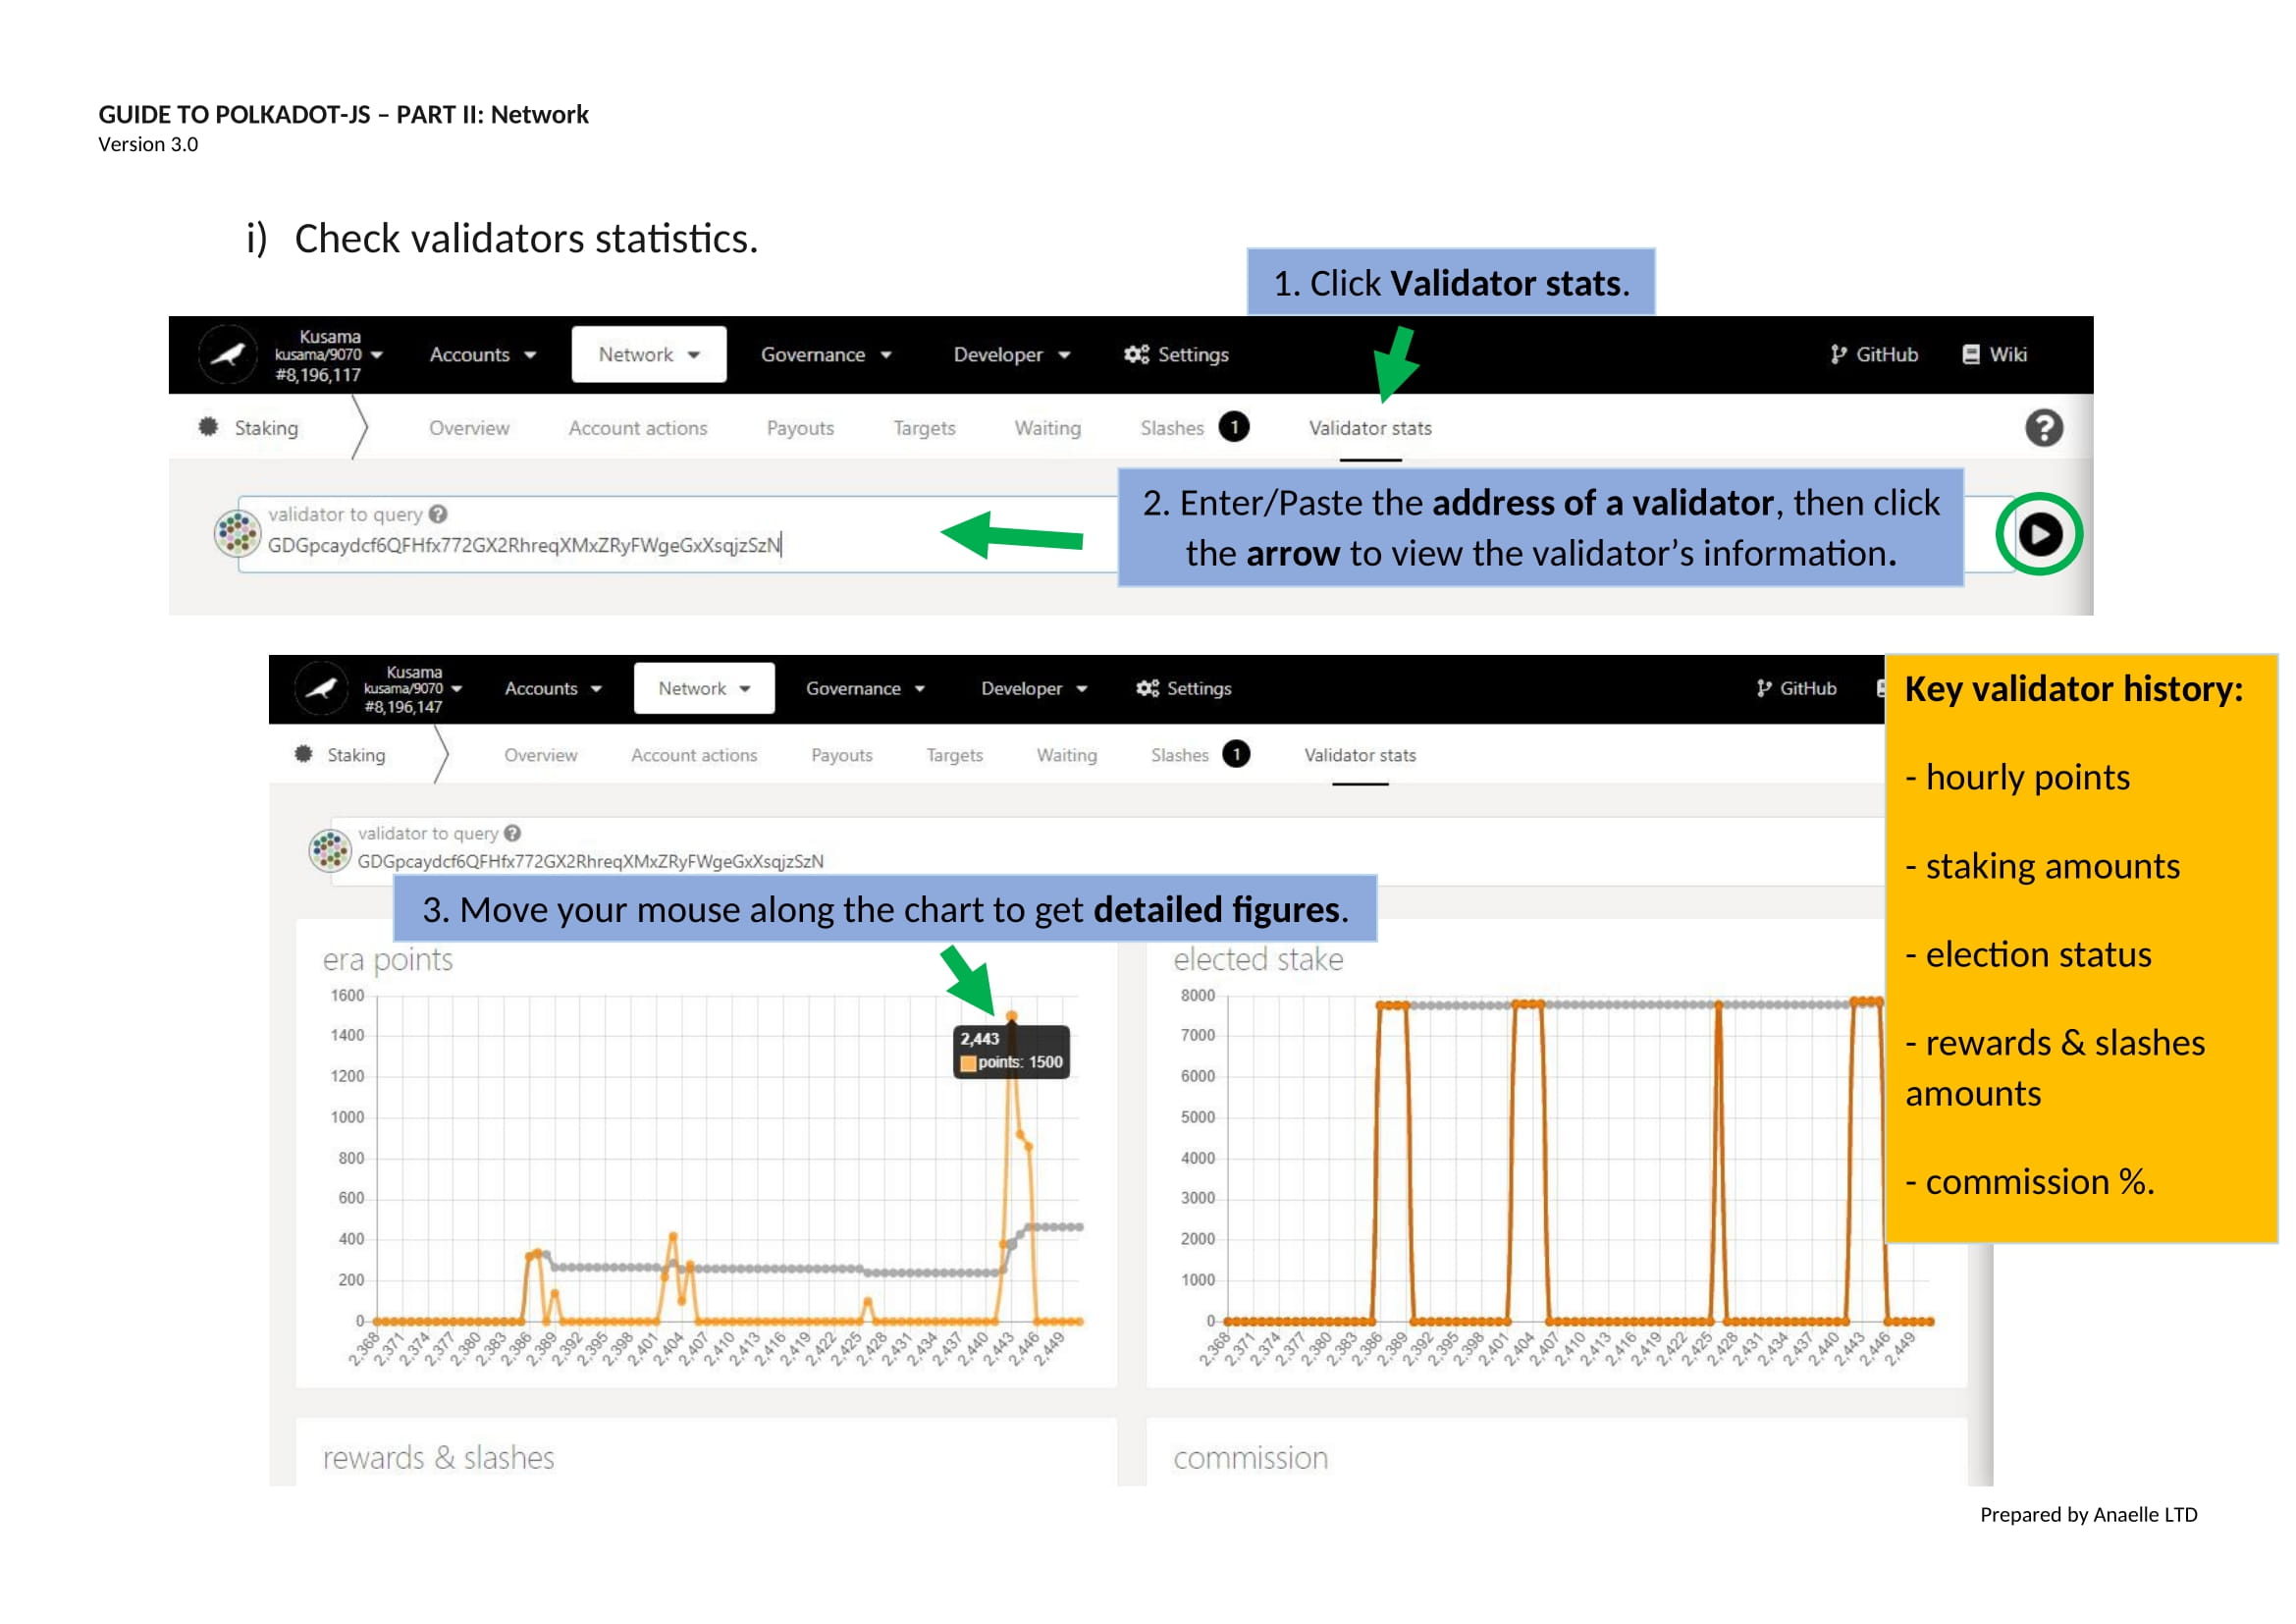 GUIDE TO POLKADOT-JS – PART II: Network
Version 3.0
i) Check validators statistics.
1. Click Validator stats.
Kusama
kusama/9070
#8,196,117
Accounts
Network
Governance
Developer
Settings
GitHub
Wiki
Staking
Overview
Account actions
Payouts
Targets
Waiting
Slashes 1
Validator stats
validator to query
GDGpcaydcf6QFHfx772GX2RhreqXMxZRyFWgeGxXsqjzSzN
2. Enter/Paste the address of a validator, then click
the arrow to view the validator’s information.
Kusama
kusama/9070
#8,196,147
Accounts
Network
Governance
Developer
Settings
GitHub
Staking
Overview
Account actions
Payouts
Targets
Waiting
Slashes 1
Validator stats
validator to query
GDGpcaydcf6QFHfx772GX2RhreqXMxZRyFWgeGxXsqjzSzN
Key validator history:
- hourly points
- staking amounts
- election status
- rewards & slashes
amounts
- commission %.
3. Move your mouse along the chart to get detailed figures.
era points
1600
1400
1200
1000
800
600
400
200
0
2,443
points: 1500
2,368 2,371 2,374 2,377 2,380 2,383 2,386 2,389 2,392 2,395 2,398 2,401 2,404 2,407 2,410 2,413 2,416 2,419 2,422 2,425 2,428 2,431 2,434 2,437 2,440 2,443 2,446 2,449
elected stake
8000
7000
6000
5000
4000
3000
2000
1000
0
2,368 2,371 2,374 2,377 2,380 2,383 2,386 2,389 2,392 2,395 2,398 2,401 2,404 2,407 2,410 2,413 2,416 2,419 2,422 2,425 2,428 2,431 2,434 2,437 2,440 2,443 2,446 2,449
rewards & slashes
commission
Prepared by Anaelle LTD